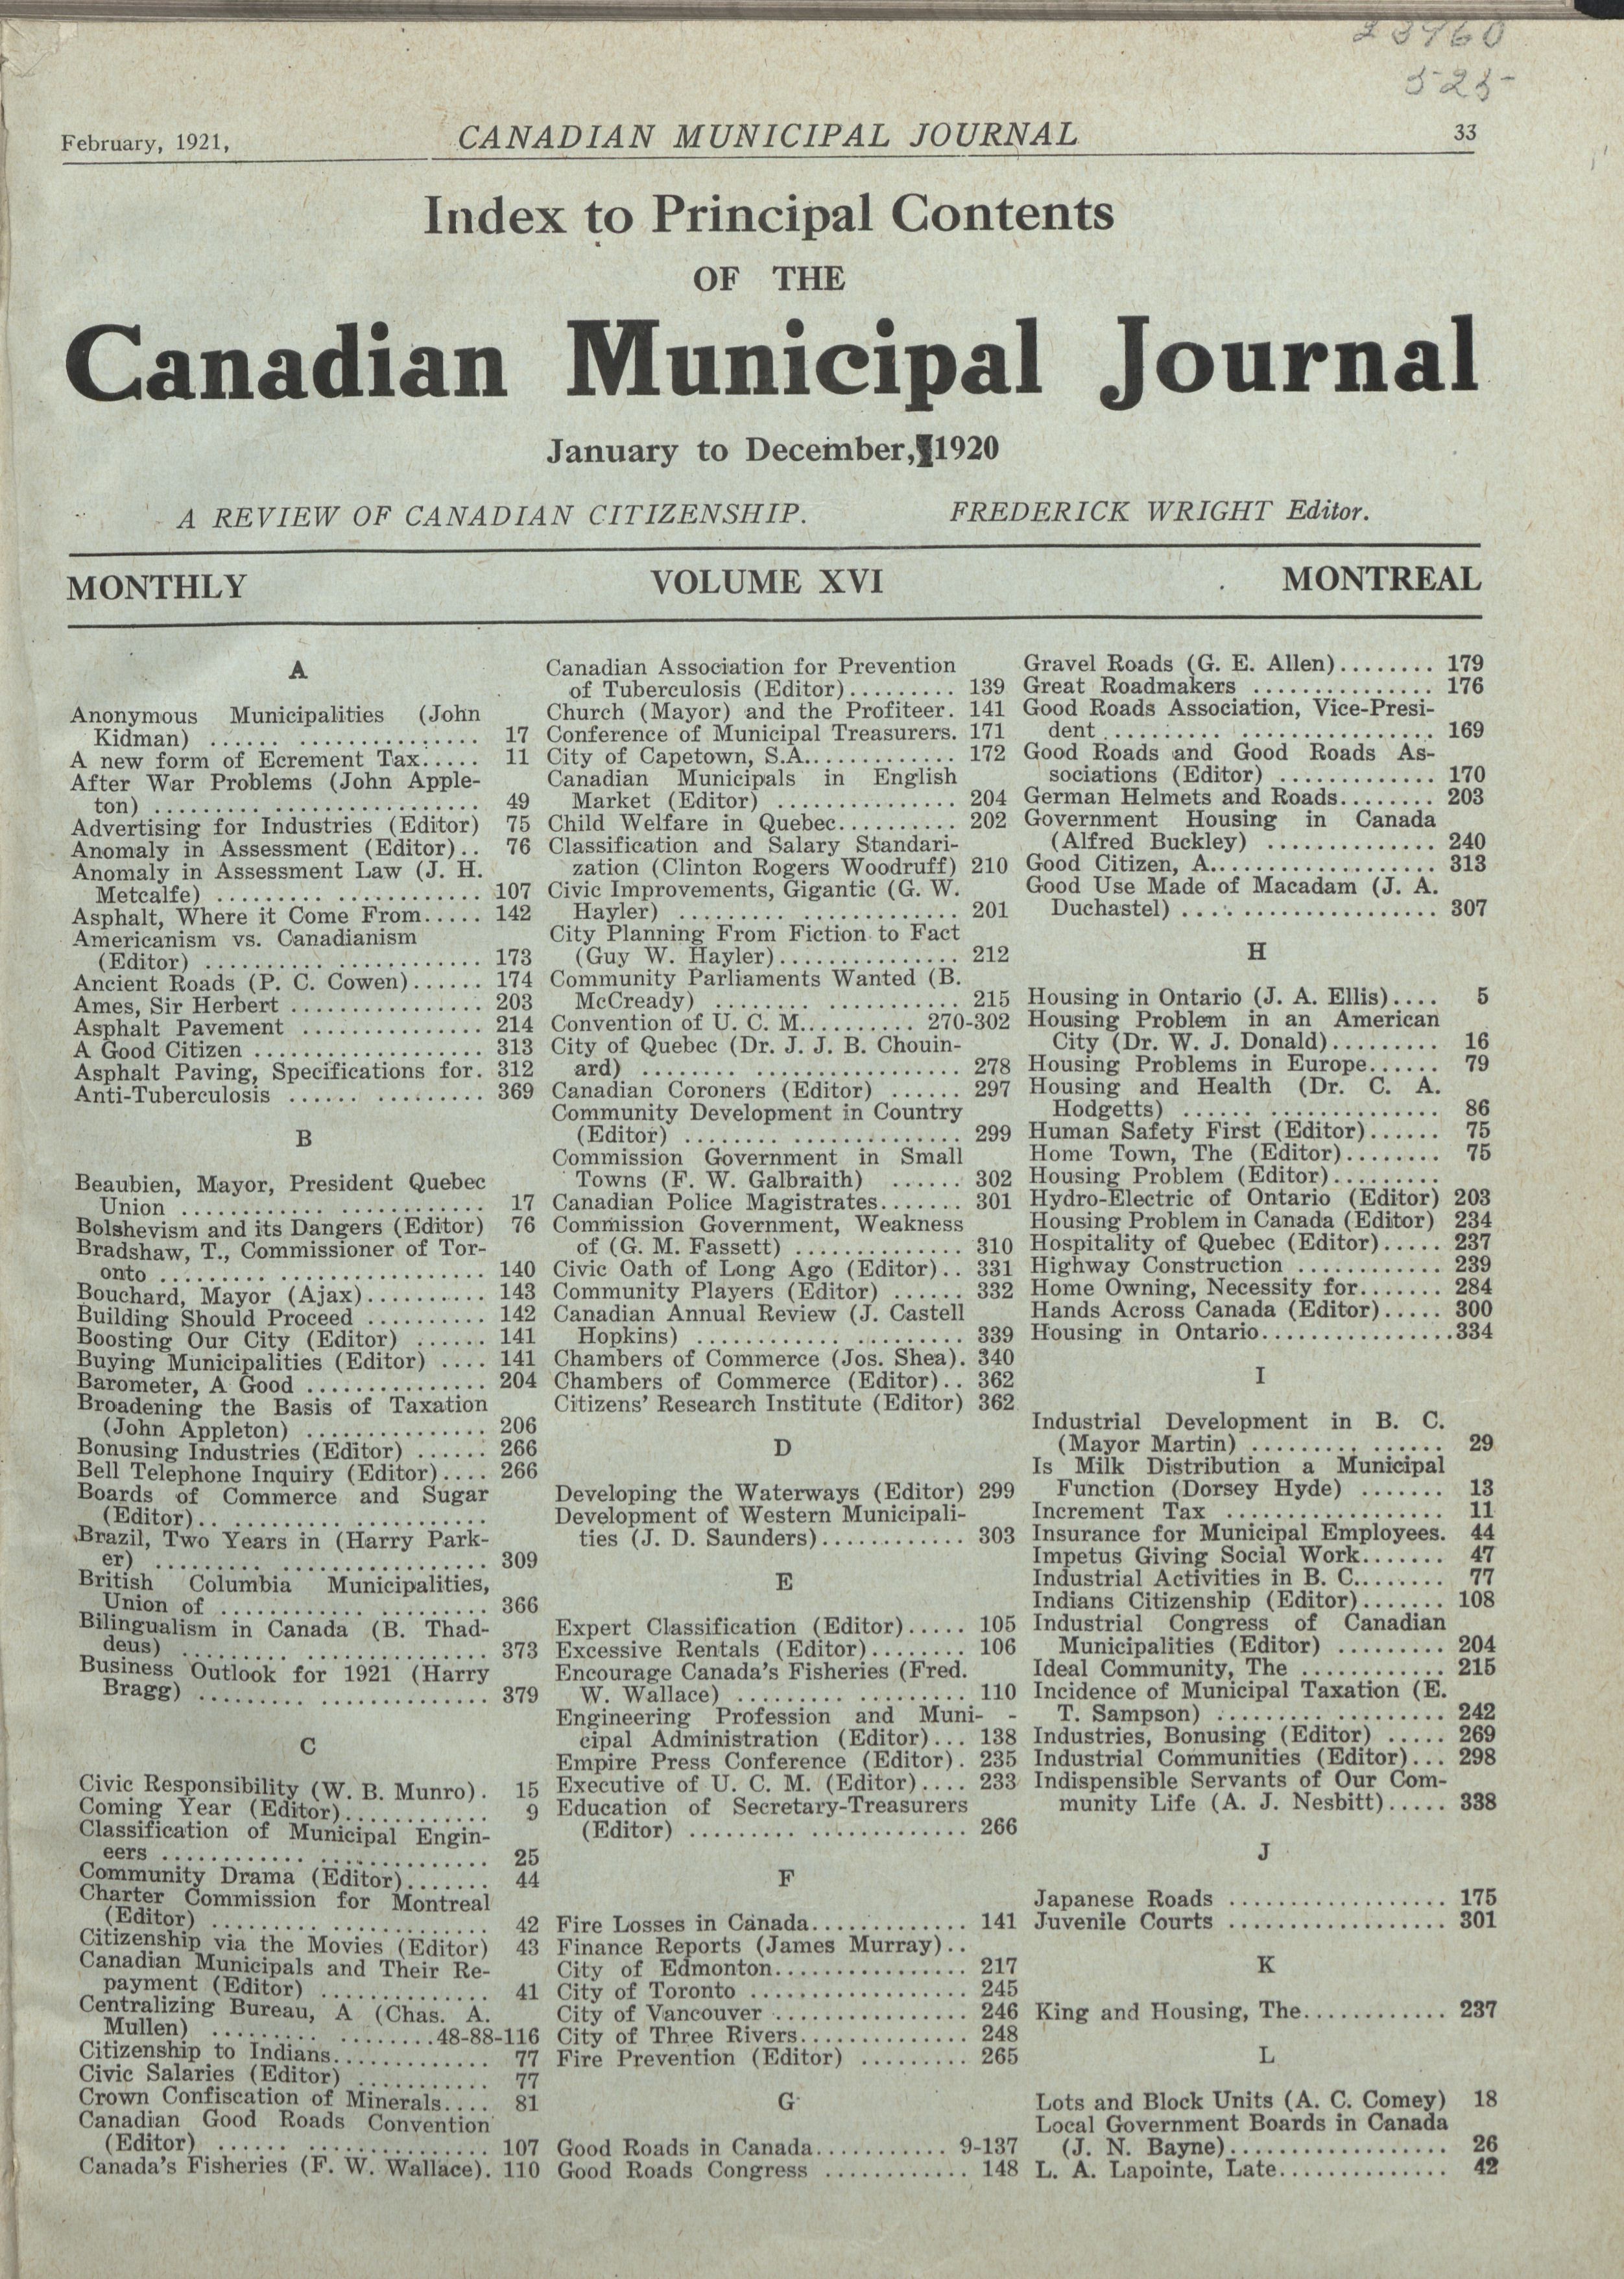 23460
525-
February, 1921,
CANADIAN MUNICIPAL JOURNAL
33
Index to Principal Contents
OF THE
Canadian Municipal Journal
January to December, 1920
A REVIEW OF CANADIAN CITIZENSHIP.
FREDERICK WRIGHT Editor.
MONTHLY
VOLUME XVI
MONTREAL
A
Anonymous Municipalities (John
Kidman) ...... ............... 17
A new form of Ecrement Tax..... 11
After War Problems (John Apple-
ton) ......... ................. 49
Advertising for Industries (Editor) 75
Anomaly in Assessment (Editor).. 76
Anomaly in Assessment Law (J. H.
Metcalfe) ......... ............ 107
Asphalt, Where it Come From..... 142
Americanism vs. Canadianism
(Editor) .......... ............ 173
Ancient Roads (P. C. Cowen)...... 174
Ames, Sir Herbert ................ 203
Asphalt Pavement ............... 214
A Good Citizen ................... 313
Asphalt Paving, Specifications for. 312
Anti-Tuberculosis ...... ......... 369
B
Beaubien, Mayor, President Quebec
Union ............ ............ 17
Bolshevism and its Dangers (Editor) 76
Bradshaw, T., Commissioner of Tor-
onto ......... ................. 140
Bouchard, Mayor (Ajax).......... 143
Building Should Proceed .......... 142
Boosting Our City (Editor) ...... 141
Buying Municipalities (Editor) .... 141
Barometer, A Good ............... 204
Broadening the Basis of Taxation
(John Appleton) ............... 206
Bonusing Industries (Editor) ...... 266
Bell Telephone Inquiry (Editor).... 266
Boards of Commerce and Sugar
(Editor).. ......... ............
Brazil, Two Years in (Harry Park-
er) ......... .................. 309
British Columbia Municipalities,
Union of ............ ......... 366
Bilingualism in Canada (B. Thad-
deus) ......... ................ 373
Business Outlook for 1921 (Harry
Bragg) ......... .............. 379
C
Civic Responsibility (W. B. Munro). 15
Coming Year (Editor)............ 9
Classification of Municipal Engin-
eers ............ .............. 25
Community Drama (Editor)....... 44
Charter Commission for Montreal
(Editor) ......... ............. 42
Citizenship via the Movies (Editor) 43
Canadian Municipals and Their Re-
payment (Editor) .............. 41
Centralizing Bureau, A (Chas. A.
Mullen) ......... ........48-88-116
Citizenship to Indians............. 77
Civic Salaries (Editor) ........... 77
Crown Confiscation of Minerals.... 81
Canadian Good Roads Convention
(Editor) ...... ............... 107
Canada's Fisheries (F. W. Wallace). 110
Canadian Association for Prevention
of Tuberculosis (Editor)......... 139
Church (Mayor) and the Profiteer. 141
Conference of Municipal Treasurers. 171
City of Capetown, S.A............. 172
Canadian Municipals in English
Market (Editor) ............... 204
Child Welfare in Quebec.......... 202
Classification and Salary Standari-
zation (Clinton Rogers Woodruff) 210
Civic Improvements, Gigantic (G. W.
Hayler) ......... .............. 201
City Planning From Fiction to Fact
(Guy W. Hayler)............... 212
Community Parliaments Wanted (B.
McCready) ........ ........... 215
Convention of U. C. M.......... 270-302
City of Quebec (Dr. J. J. B. Chouin-
ard) ........ ................. 278
Canadian Coroners (Editor) ...... 297
Community Development in Country
(Editor) ........ .............. 299
Commission Government in Small
Towns (F. W. Galbraith) ...... 302
Canadian Police Magistrates....... 301
Commission Government, Weakness
of (G. M. Fassett) .............. 310
Civic Oath of Long Ago (Editor).. 331
Community Players (Editor) ...... 332
Canadian Annual Review (J. Castell
Hopkins) ............ ......... 339
Chambers of Commerce (Jos. Shea). 340
Chambers of Commerce (Editor).. 362
Citizens' Research Institute (Editor) 362
D
Developing the Waterways (Editor) 299
Development of Western Municipali-
ties (J. D. Saunders)............ 303
E
Expert Classification (Editor)..... 105
Excessive Rentals (Editor)........ 106
Encourage Canada's Fisheries (Fred.
W. Wallace) ......... ......... 110
Engineering Profession and Muni- -
cipal Administration (Editor)... 138
Empire Press Conference (Editor). 235
Executive of U. C. M. (Editor).... 233
Education of Secretary-Treasurers
(Editor) ......... ............. 266
F
Fire Losses in Canada............. 141
Finance Reports (James Murray)..
City of Edmonton................ 217
City of Toronto .................. 245
City of Vancouver ................ 246
City of Three Rivers.............. 248
Fire Prevention (Editor) ......... 265
G
Good Roads in Canada........... 9-137
Good Roads Congress ............ 148
Gravel Roads (G. E. Allen)........ 179
Great Roadmakers ............... 176
Good Roads Association, Vice-Presi-
dent .......... ................ 169
Good Roads and Good Roads As-
sociations (Editor) ............. 170
German Helmets and Roads........ 203
Government Housing in Canada
(Alfred Buckley) .............. 240
Good Citizen, A................... 313
Good Use Made of Macadam (J. A.
Duchastel) .... ................ 307
H
Housing in Ontario (J. A. Ellis).... 5
Housing Problem in an American
City (Dr. W. J. Donald)......... 16
Housing Problems in Europe...... 79
Housing and Health (Dr. C. A.
Hodgetts) ...... .............. 86
Human Safety First (Editor)...... 75
Home Town, The (Editor)........ 75
Housing Problem (Editor).........
Hydro-Electric of Ontario (Editor) 203
Housing Problem in Canada (Editor) 234
Hospitality of Quebec (Editor)..... 237
Highway Construction ............ 239
Home Owning, Necessity for....... 284
Hands Across Canada (Editor)..... 300
Housing in Ontario................334
I
Industrial Development in B. C.
(Mayor Martin) ......... ...... 29
Is Milk Distribution a Municipal
Function (Dorsey Hyde) ....... 13
Increment Tax .................. 11
Insurance for Municipal Employees. 44
Impetus Giving Social Work....... 47
Industrial Activities in B. C........ 77
Indians Citizenship (Editor)....... 108
Industrial Congress of Canadian
Municipalities (Editor) ......... 204
Ideal Community, The ............ 215
Incidence of Municipal Taxation (E.
T. Sampson) ......... ......... 242
Industries, Bonusing (Editor) ..... 269
Industrial Communities (Editor)... 298
Indispensible Servants of Our Com-
munity Life (A. J. Nesbitt)..... 338
J
Japanese Roads .................. 175
Juvenile Courts .................. 301
K
King and Housing, The............ 237
L
Lots and Block Units (A. C. Comey) 18
Local Government Boards in Canada
(J. N. Bayne).................. 26
L. A. Lapointe, Late.............. 42